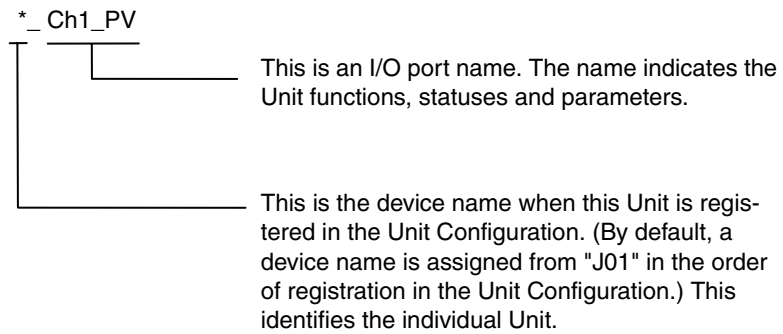 *_ Ch1_PV
This is an I/O port name. The name indicates the
Unit functions, statuses and parameters.
This is the device name when this Unit is regis-
tered in the Unit Configuration. (By default, a
device name is assigned from "J01" in the order
of registration in the Unit Configuration.) This
identifies the individual Unit.